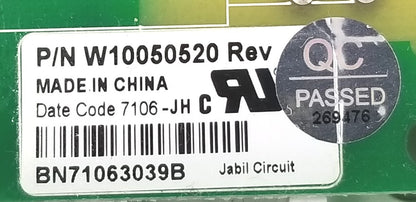 P/N W10050520 Rev
MADE IN CHINA
Date Code 7106 -JH C
BN71063039B
Jabil Circuit
QC
PASSED
269476